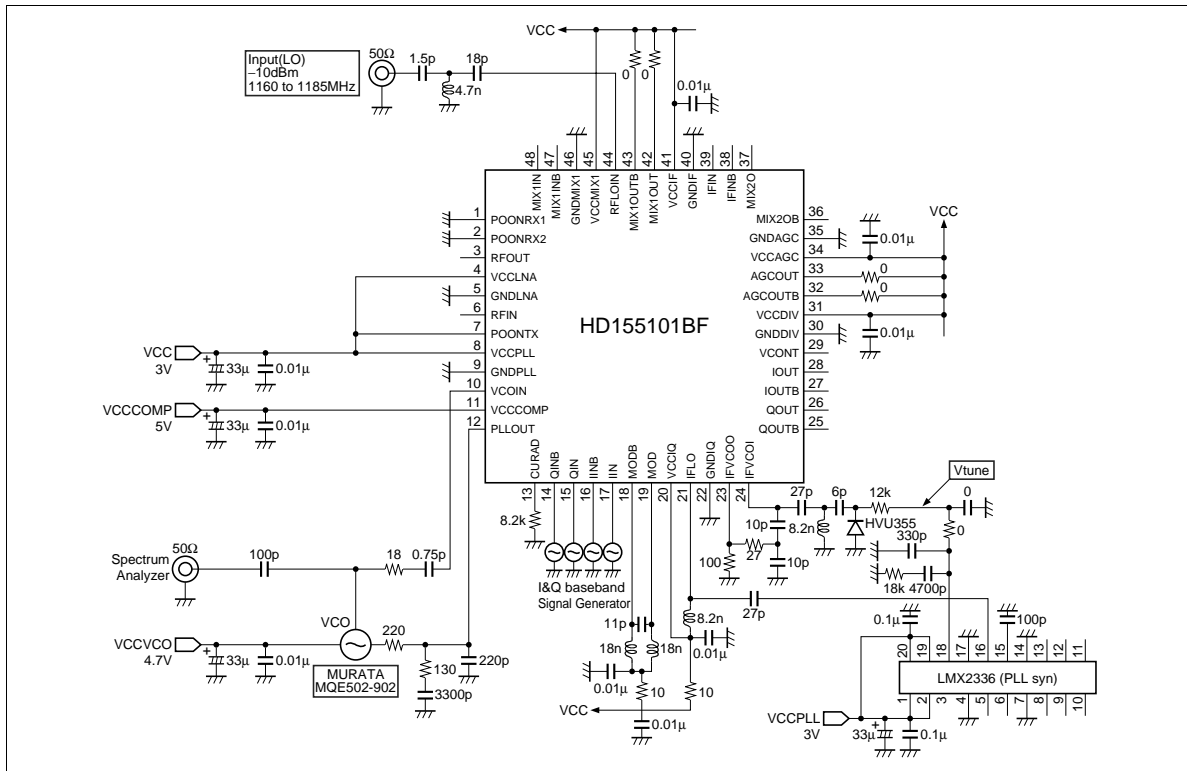 VCC
Input(LO)
–10dBm
1160 to 1185MHz
50Ω
1.5p
18p
4.7n
0
0
0.01µ
48
47
46
45
44
43
42
41
40
39
38
37
MIX1IN
MIX1INB
GNDMIX1
VCCMIX1
RFLOIN
MIX1OUTB
MIX1OUT
VCCIF
GNDIF
IFIN
IFINB
MIX2O
1 POONRX1
2 POONRX2
3 RFOUT
4 VCCLNA
5 GNDLNA
6 RFIN
7 POONTX
8 VCCPLL
9 GNDPLL
10 VCOIN
11 VCCCOMP
12 PLLOUT
HD155101BF
MIX2OB 36
GNDAGC 35
VCCAGC 34
AGCOUT 33
AGCOUTB 32
VCCDIV 31
GNDDIV 30
VCONT 29
IOUT 28
IOUTB 27
QOUT 26
QOUTB 25
VCC
0.01µ
0
0
0.01µ
VCC
3V
+
33µ
0.01µ
VCCCOMP
5V
+
33µ
0.01µ
CURAD
QINB
QIN
IINB
IIN
MODB
MOD
VCCIQ
IFLO
GNDIQ
IFVCOO
IFVCOI
13
14
15
16
17
18
19
20
21
22
23
24
8.2k
I&Q baseband
Signal Generator
Vtune
27p
6p
12k
0
10p
8.2n
HVU355
0
100
27
10p
330p
18k
4700p
Spectrum
Analyzer
50Ω
100p
18
0.75p
VCO
220
VCCVCO
4.7V
+
33µ
0.01µ
MURATA
MQE502-902
130
3300p
220p
11p
18n
18n
0.01µ
10
0.01µ
VCC
8.2n
0.01µ
10
27p
0.1µ
100p
20
19
18
17
16
15
14
13
12
11
LMX2336 (PLL syn)
1
2
3
4
5
6
7
8
9
10
VCCPLL
3V
33µ
+
0.1µ